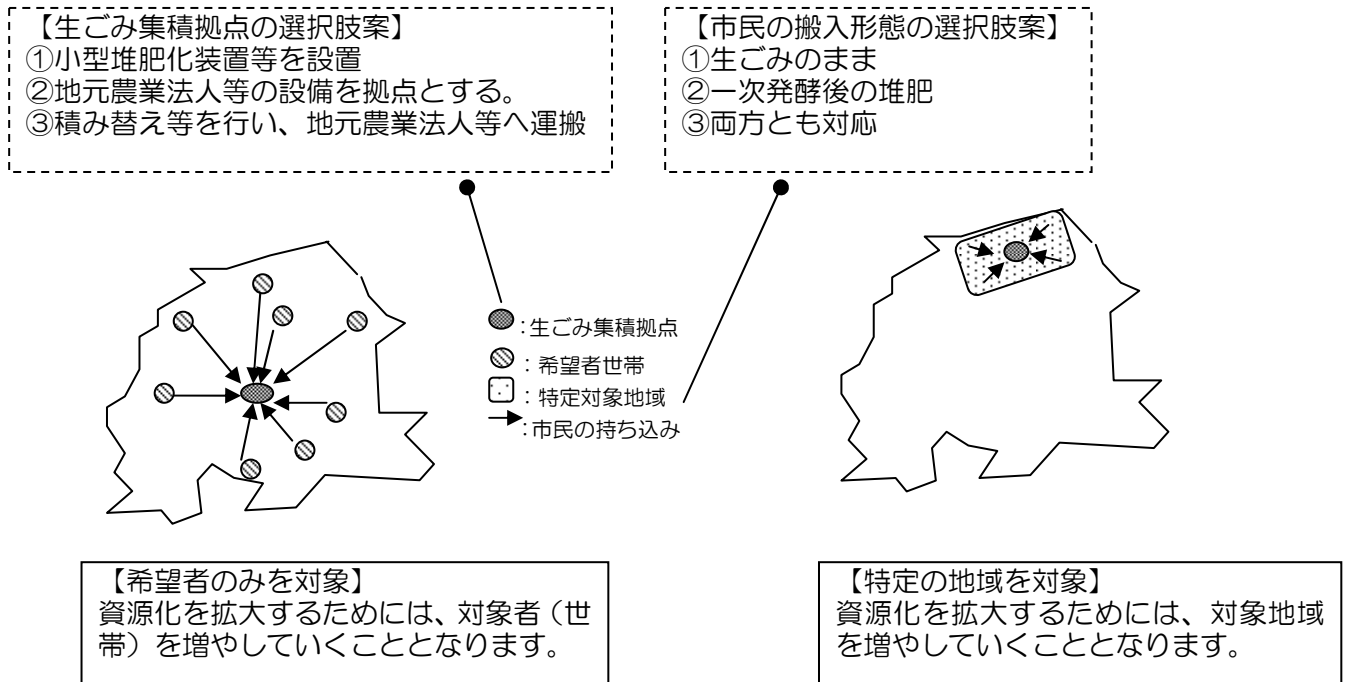 【生ごみ集積拠点の選択肢案】
①小型堆肥化装置等を設置
②地元農業法人等の設備を拠点とする。
③積み替え等を行い、地元農業法人等へ運搬
【市民の搬入形態の選択肢案】
①生ごみのまま
②一次発酵後の堆肥
③両方とも対応
:生ごみ集積拠点
:希望者世帯
:特定対象地域
:市民の持ち込み
【希望者のみを対象】
資源化を拡大するためには、対象者（世
帯）を増やしていくこととなります。
【特定の地域を対象】
資源化を拡大するためには、対象地域
を増やしていくこととなります。